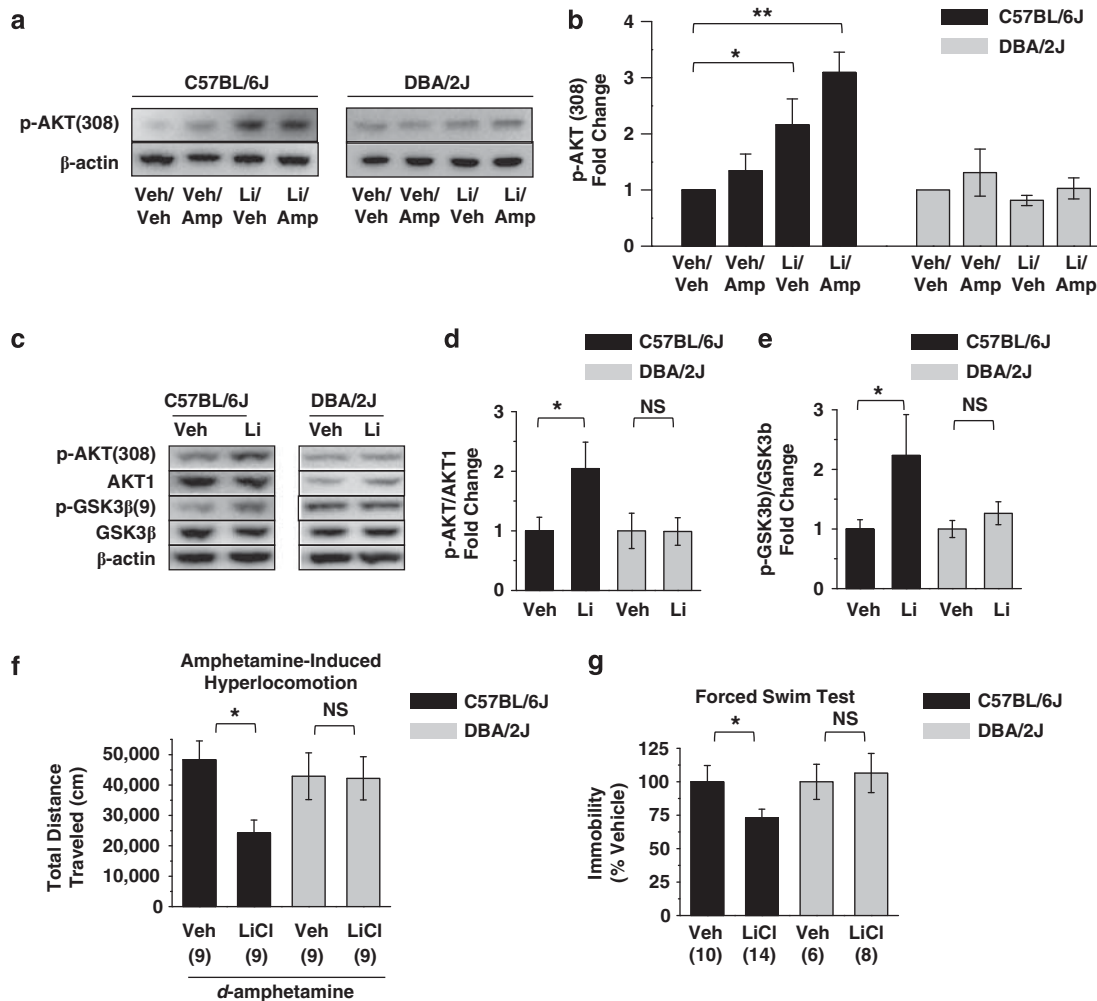 a
C57BL/6J
DBA/2J
p-AKT(308)
β-actin
Veh/ Veh/ Li/ Li/
Veh Amp Veh Amp
Veh/ Veh/ Li/ Li/
Veh Amp Veh Amp
b
C57BL/6J
DBA/2J
p-AKT (308)
Fold Change
4
3
2
1
0
*
**
Veh/ Veh/ Li/ Li/
Veh Amp Veh Amp
Veh/ Veh/ Li/ Li/
Veh Amp Veh Amp
c
C57BL/6J
DBA/2J
Veh Li
Veh Li
p-AKT(308)
AKT1
p-GSK3β(9)
GSK3β
β-actin
d
C57BL/6J
DBA/2J
p-AKT/AKT1
Fold Change
3
2
1
0
*
NS
Veh Li Veh Li
e
C57BL/6J
DBA/2J
p-GSK3b)/GSK3b
Fold Change
3
2
1
0
*
NS
Veh Li Veh Li
f
Amphetamine-Induced
Hyperlocomotion
C57BL/6J
DBA/2J
Total Distance
Traveled (cm)
50,000
40,000
30,000
20,000
10,000
0
*
NS
Veh LiCl Veh LiCl
(9) (9) (9) (9)
d-amphetamine
g
Forced Swim Test
C57BL/6J
DBA/2J
Immobility
(% Vehicle)
125
100
75
50
25
0
*
NS
Veh LiCl Veh LiCl
(10) (14) (6) (8)